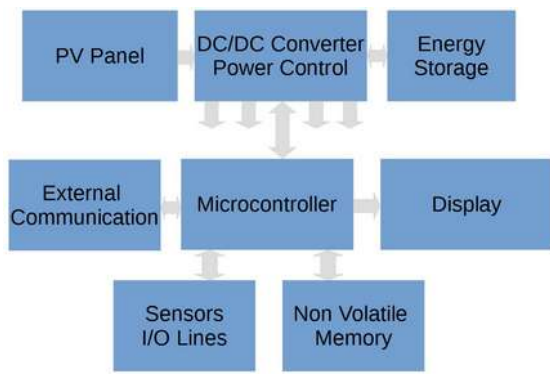 PV Panel
DC/DC Converter
Power Control
Energy
Storage
External
Communication
Microcontroller
Display
Sensors
I/O Lines
Non Volatile
Memory